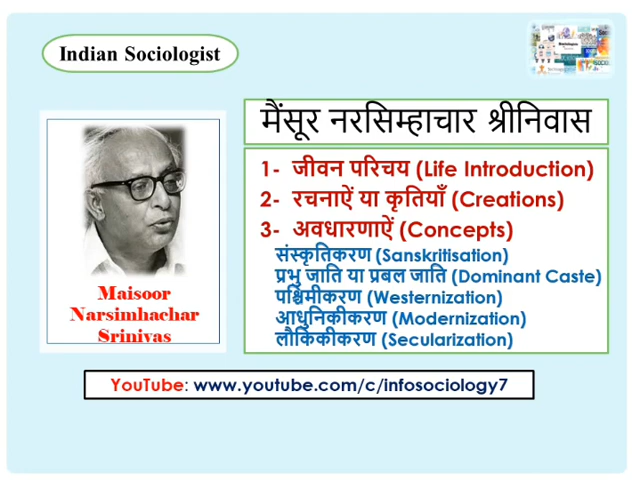 Indian Sociologist
मैंसूर नरसिम्हाचार श्रीनिवास
1- जीवन परिचय (Life Introduction)
2- रचनाऐं या कृतियाँ (Creations)
3- अवधारणाऐं (Concepts)
संस्कृतिकरण (Sanskritisation)
प्रभु जाति या प्रबल जाति (Dominant Caste)
पश्चिमीकरण (Westernization)
आधुनिकीकरण (Modernization)
लौकिकीकरण (Secularization)
Maisoor
Narsimhachar
Srinivas
YouTube: www.youtube.com/c/infosociology7